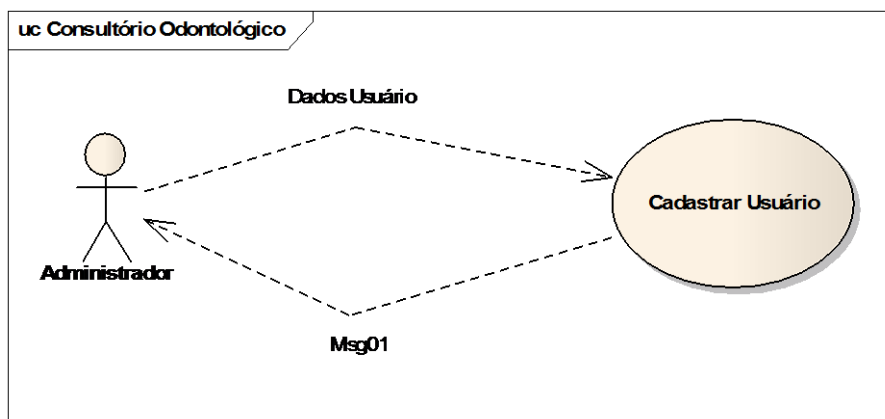 uc Consultório Odontológico
Dados Usuário
Cadastrar Usuário
Administrador
Msg01